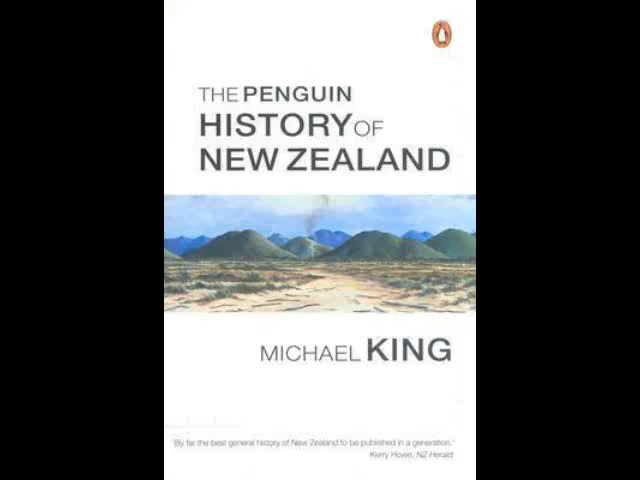 THE PENGUIN
HISTORY OF
NEW ZEALAND
MICHAEL KING
'By far the best general history of New Zealand to be published in a generation.'
Kerry Howe, NZ Herald